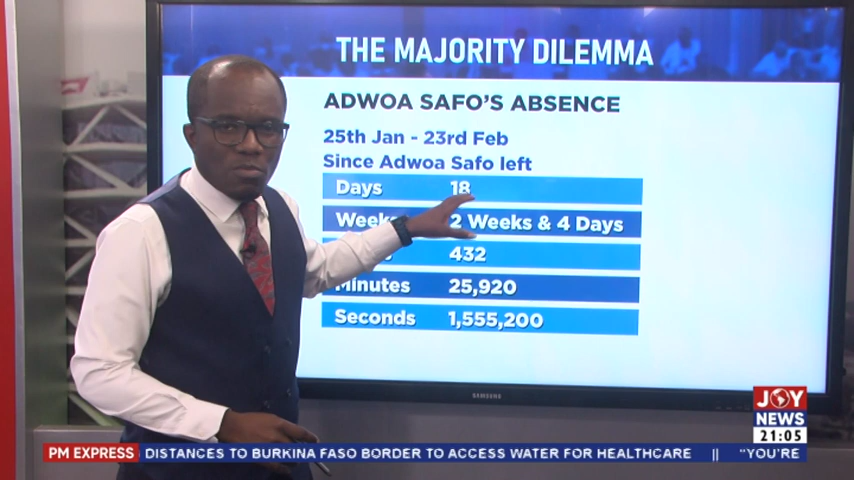 THE MAJORITY DILEMMA
ADWOA SAFO'S ABSENCE
25th Jan - 23rd Feb
Since Adwoa Safo left
Days 18
2 Weeks & 4 Days
432
Minutes 25,920
Seconds 1,555,200
SAMSUNG
JOY
NEWS
21:05
PM EXPRESS DISTANCES TO BURKINA FASO BORDER TO ACCESS WATER FOR HEALTHCARE || "YOU'RE